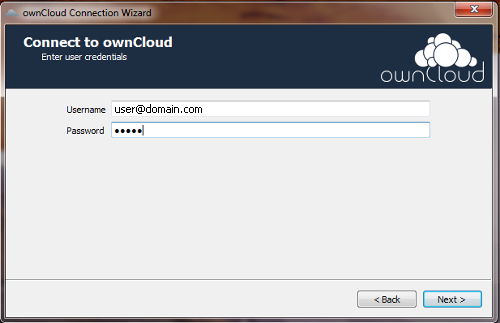 ownCloud Connection Wizard
Connect to ownCloud
Enter user credentials
ownCloud
Username user@domain.com
Password •••••
< Back Next >